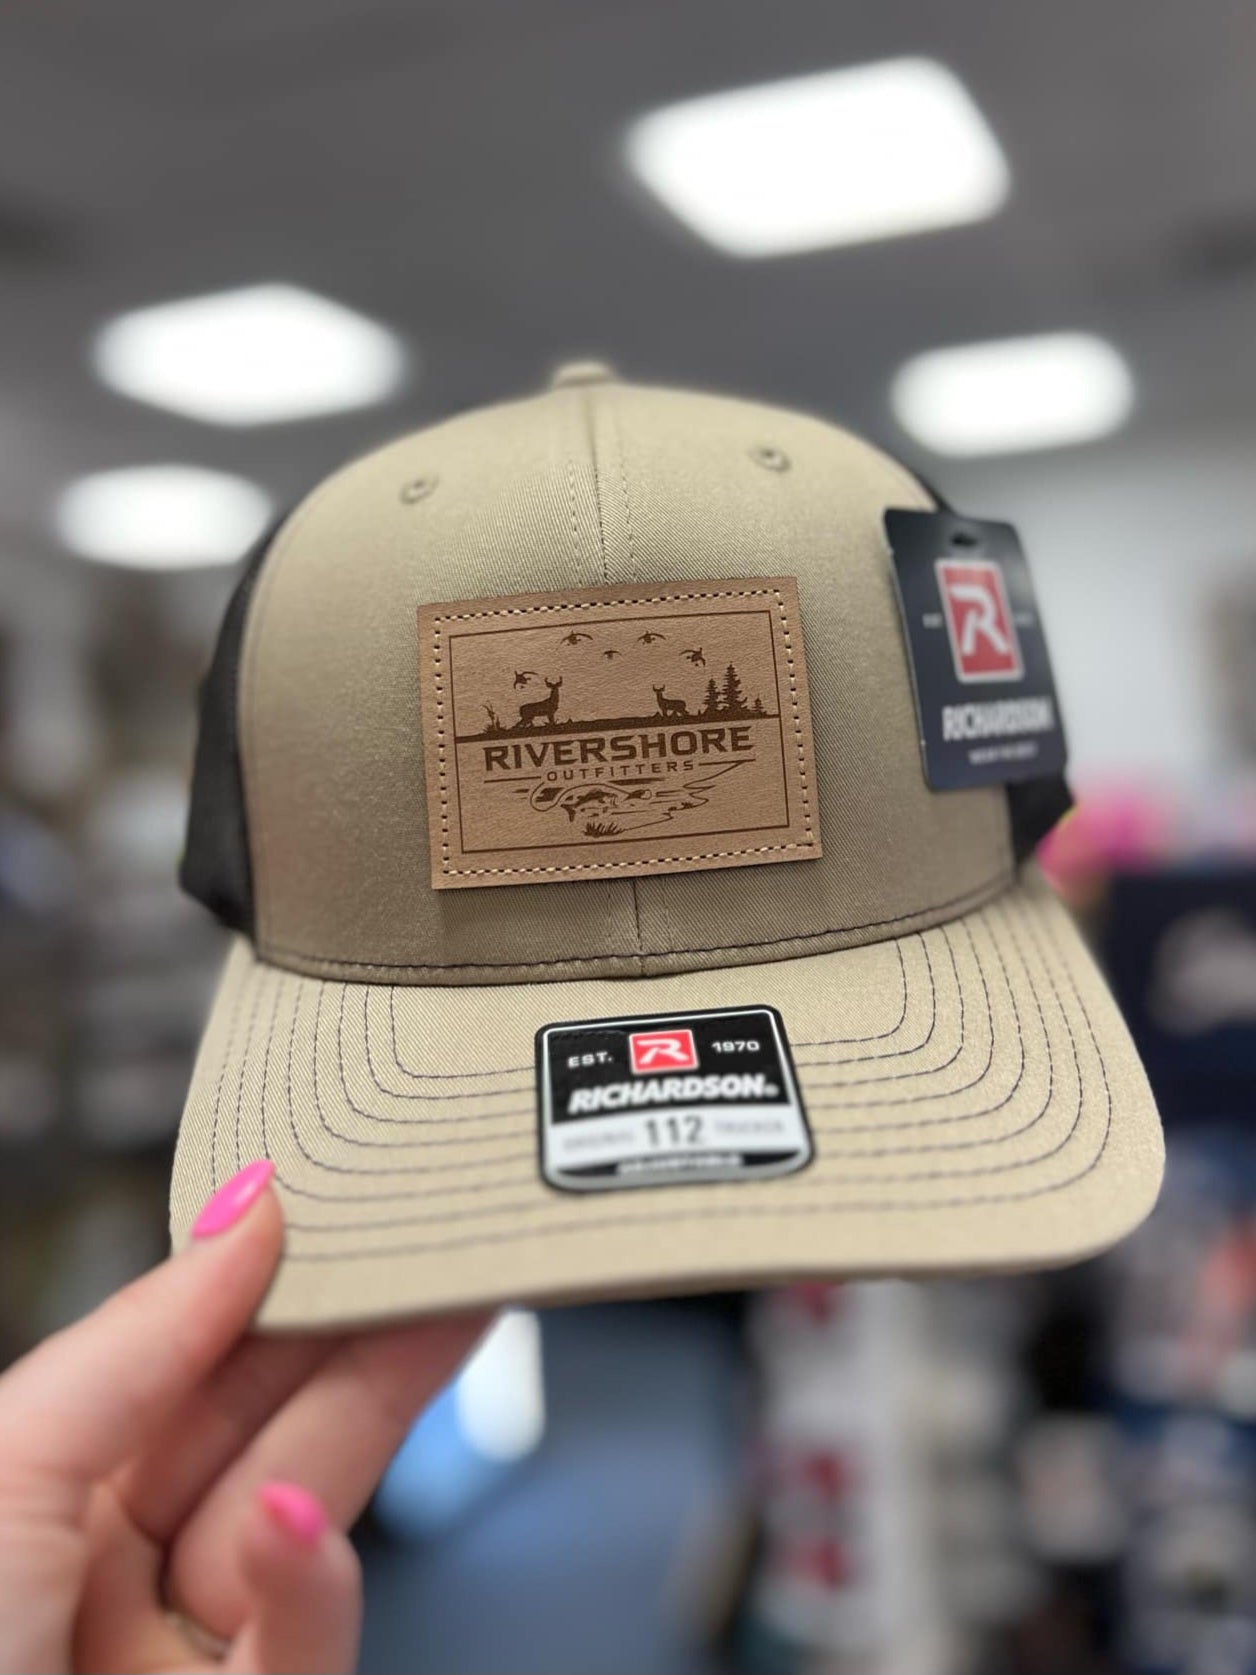 RIVERSHORE
OUTFITTERS
R
RICHARDSON
EST. R 1970
RICHARDSON®
112